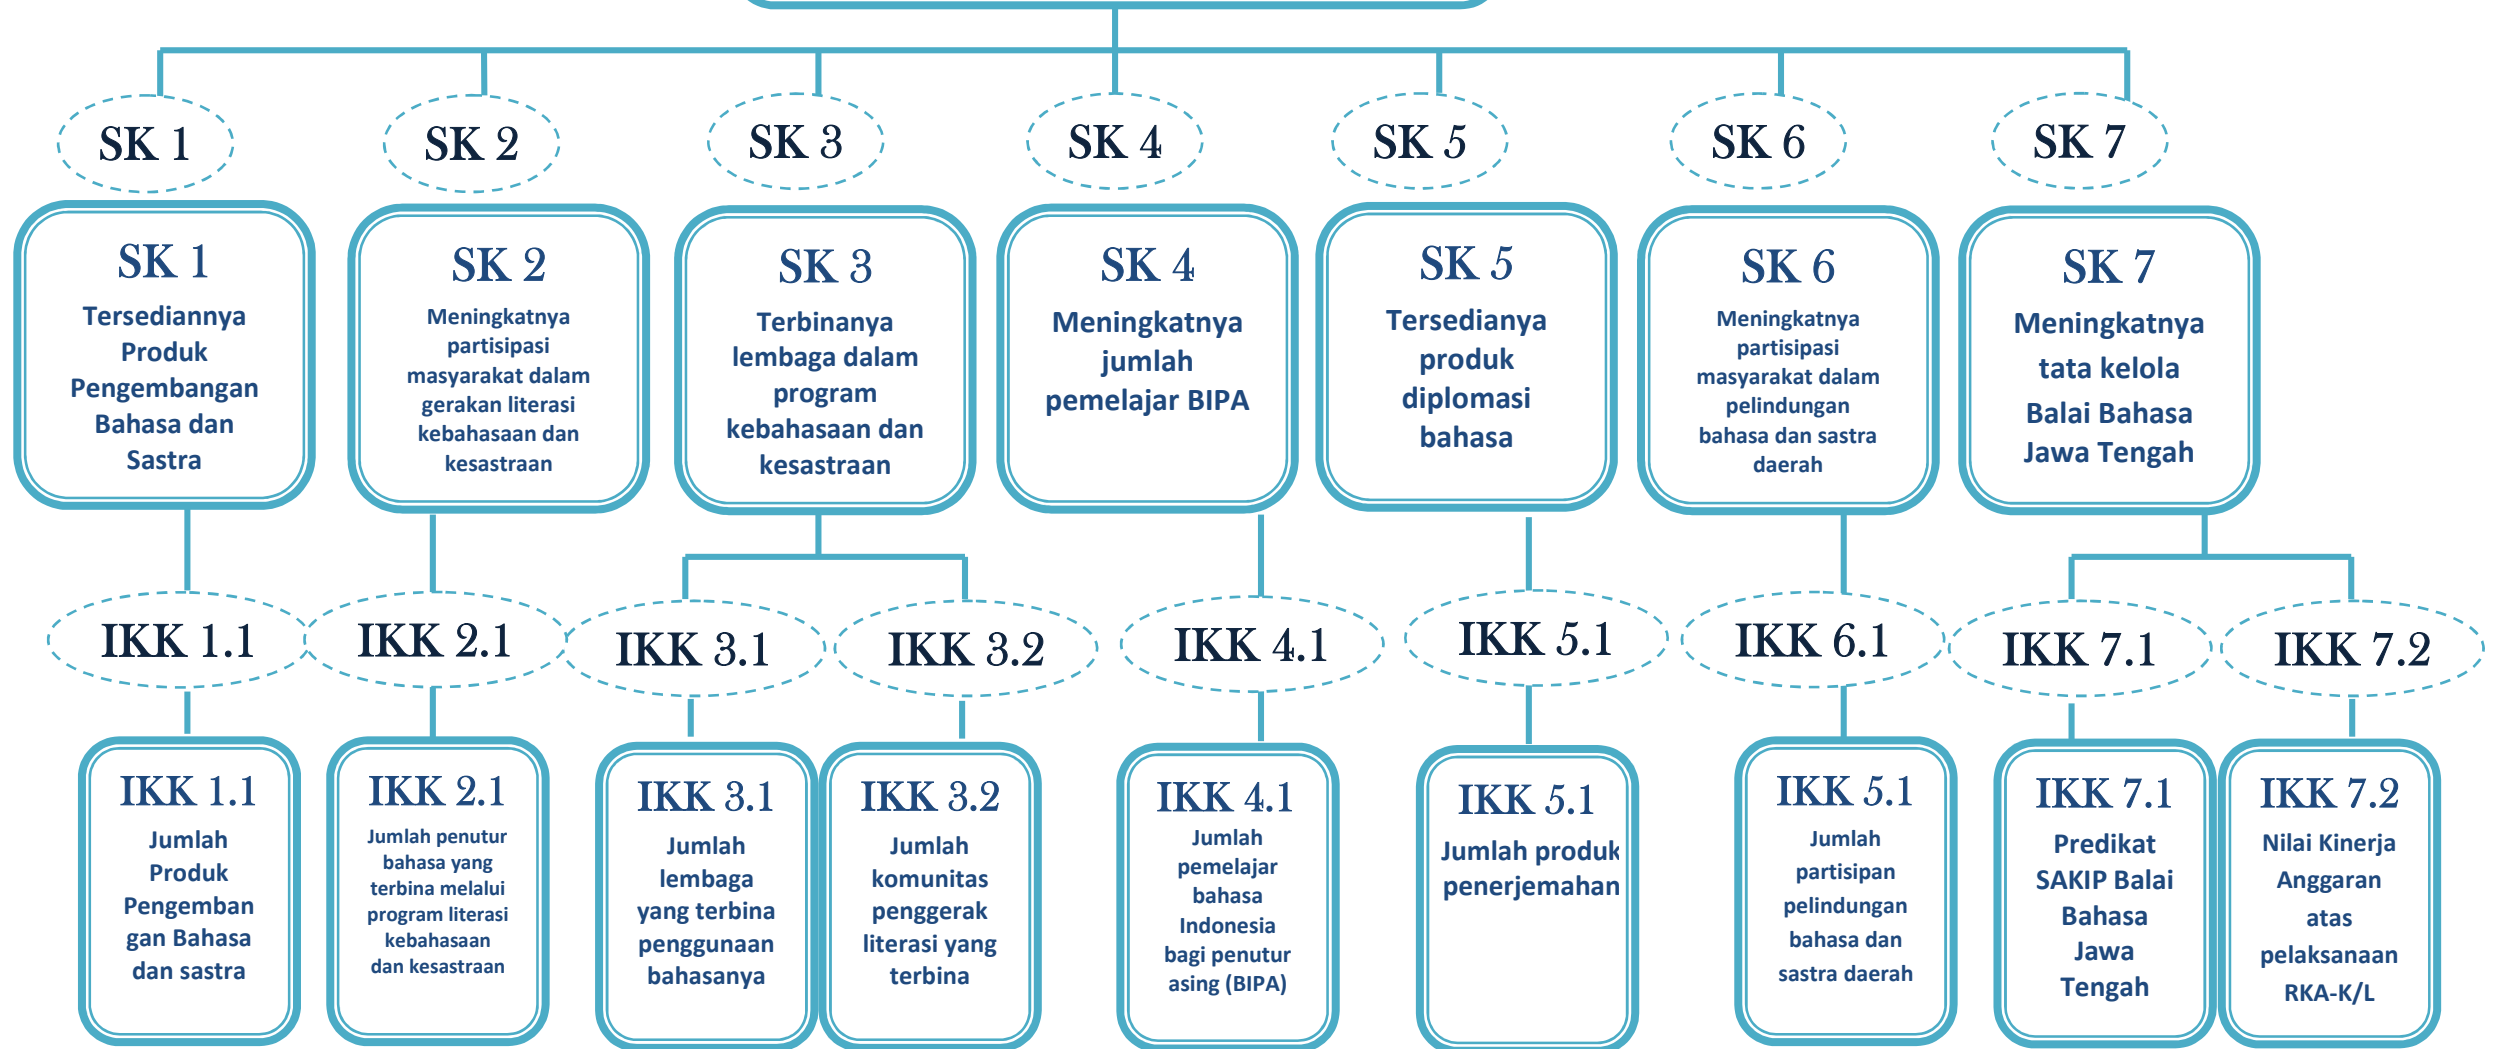 SK 1
SK 2
SK 3
SK 4
SK 5
SK 6
SK 7
SK 1
Tersediannya
Produk
Pengembangan
Bahasa dan
Sastra
SK 2
Meningkatnya
partisipasi
masyarakat dalam
gerakan literasi
kebahasaan dan
kesastraan
SK 3
Terbinanya
lembaga dalam
program
kebahasaan dan
kesastraan
SK 4
Meningkatnya
jumlah
pemelajar BIPA
SK 5
Tersedianya
produk
diplomasi
bahasa
SK 6
Meningkatnya
partisipasi
masyarakat dalam
pelindungan
bahasa dan sastra
daerah
SK 7
Meningkatnya
tata kelola
Balai Bahasa
Jawa Tengah
IKK 1.1
IKK 2.1
IKK 3.1
IKK 3.2
IKK 4.1
IKK 5.1
IKK 6.1
IKK 7.1
IKK 7.2
IKK 1.1
Jumlah
Produk
Pengemban
gan Bahasa
dan sastra
IKK 2.1
Jumlah penutur
bahasa yang
terbina melalui
program literasi
kebahasaan
dan kesastraan
IKK 3.1
Jumlah
lembaga
yang terbina
penggunaan
bahasanya
IKK 3.2
Jumlah
komunitas
penggerak
literasi yang
terbina
IKK 4.1
Jumlah
pemelajar
bahasa
Indonesia
bagi penutur
asing (BIPA)
IKK 5.1
Jumlah produk
penerjemahan
IKK 5.1
Jumlah
partisipan
pelindungan
bahasa dan
sastra daerah
IKK 7.1
Predikat
SAKIP Balai
Bahasa
Jawa
Tengah
IKK 7.2
Nilai Kinerja
Anggaran
atas
pelaksanaan
RKA-K/L